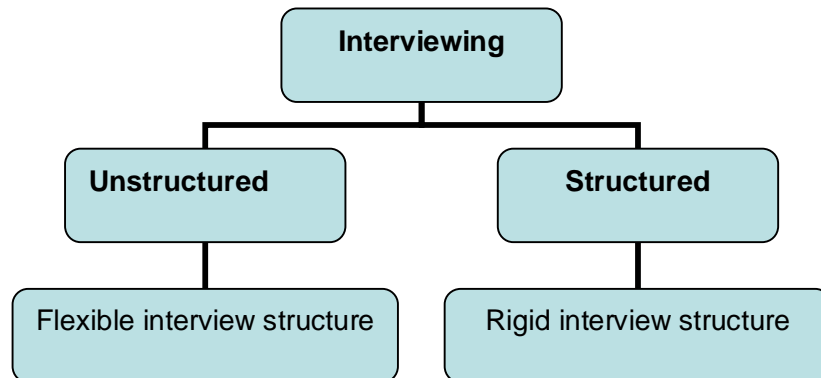 Interviewing
Unstructured
Structured
Flexible interview structure
Rigid interview structure